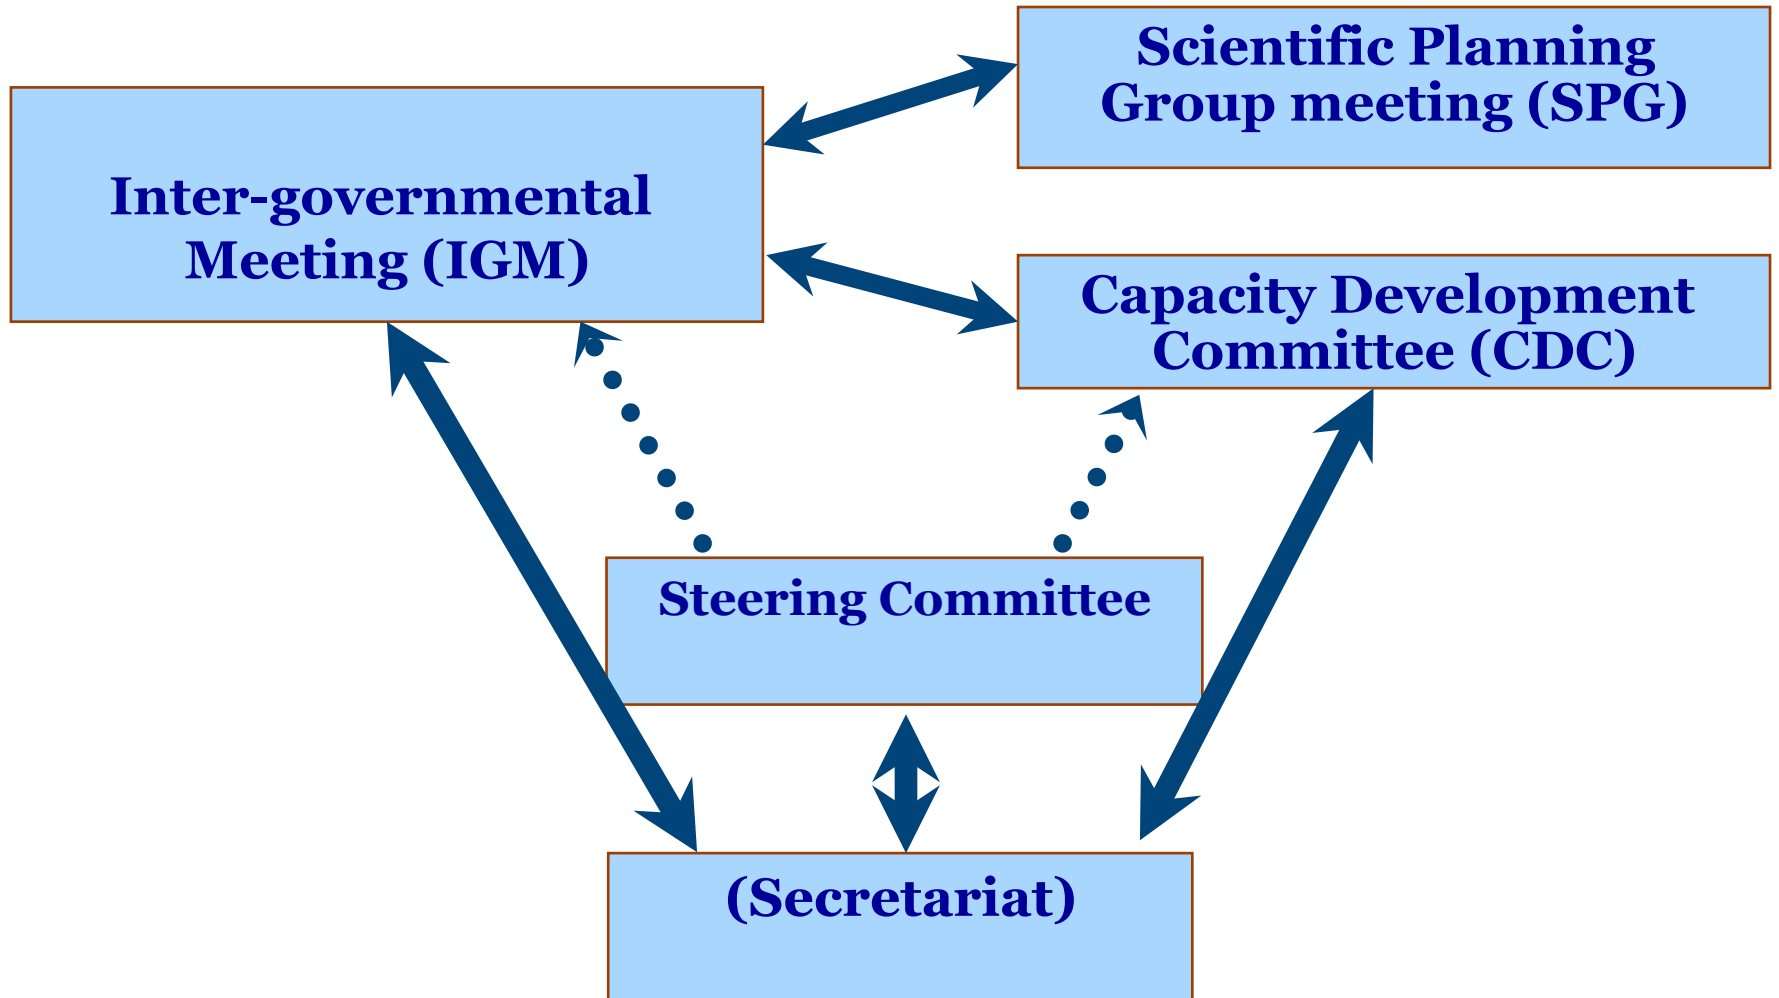 Scientific Planning
Group meeting (SPG)
Inter-governmental
Meeting (IGM)
Capacity Development
Committee (CDC)
Steering Committee
(Secretariat)